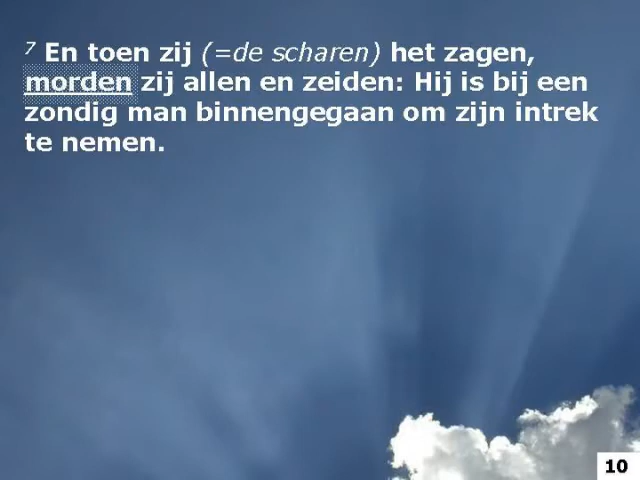 7 En toen zij (=de scharen) het zagen,
morden zij allen en zeiden: Hij is bij een
zondig man binnengegaan om zijn intrek
te nemen.
10